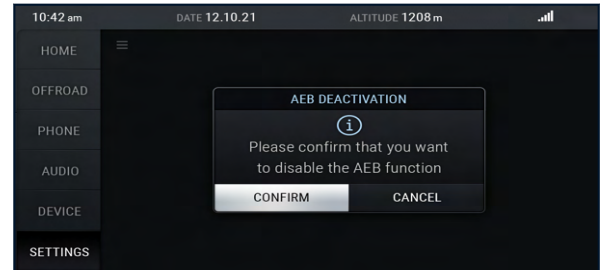 10:42 am DATE 12.10.21 ALTITUDE 1208 m
HOME
OFFROAD
PHONE
AUDIO
DEVICE
SETTINGS
AEB DEACTIVATION
Please confirm that you want
to disable the AEB function
CONFIRM CANCEL